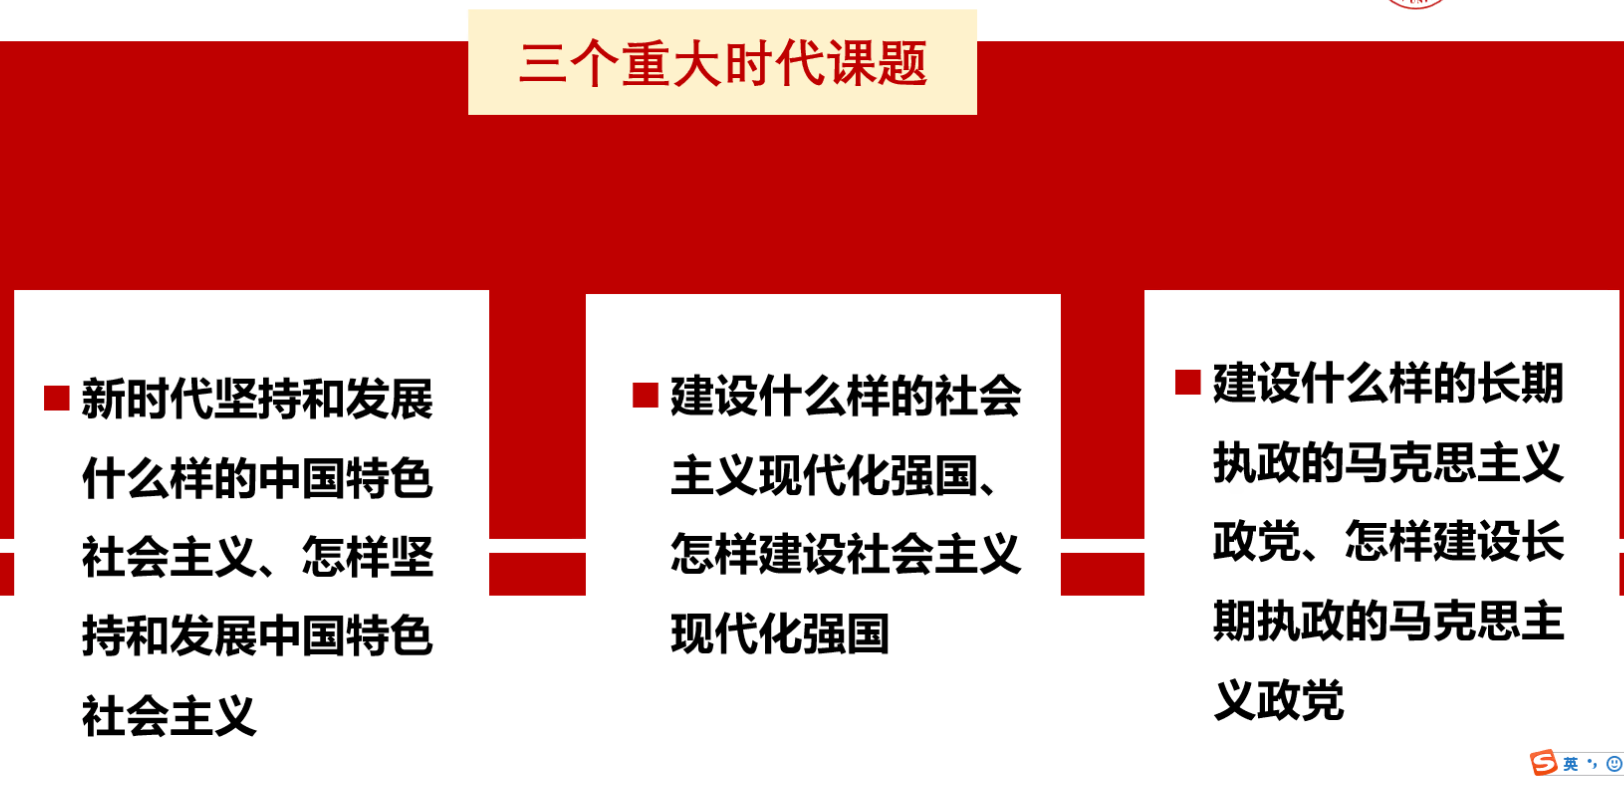 三个重大时代课题
新时代坚持和发展
什么样的中国特色
社会主义、怎样坚
持和发展中国特色
社会主义
建设什么样的社会
主义现代化强国、
怎样建设社会主义
现代化强国
建设什么样的长期
执政的马克思主义
政党、怎样建设长
期执政的马克思主
义政党
英